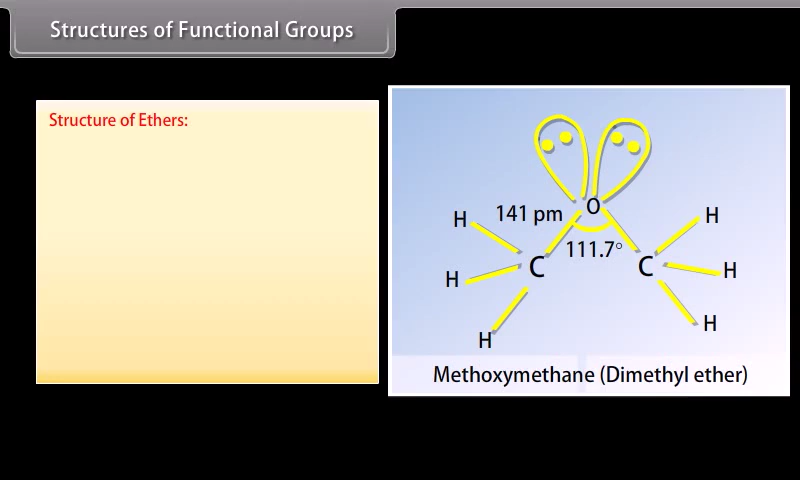 Structures of Functional Groups
Structure of Ethers:
O
141 pm
111.7°
H
H
C
C
H
H
H
H
Methoxymethane (Dimethyl ether)